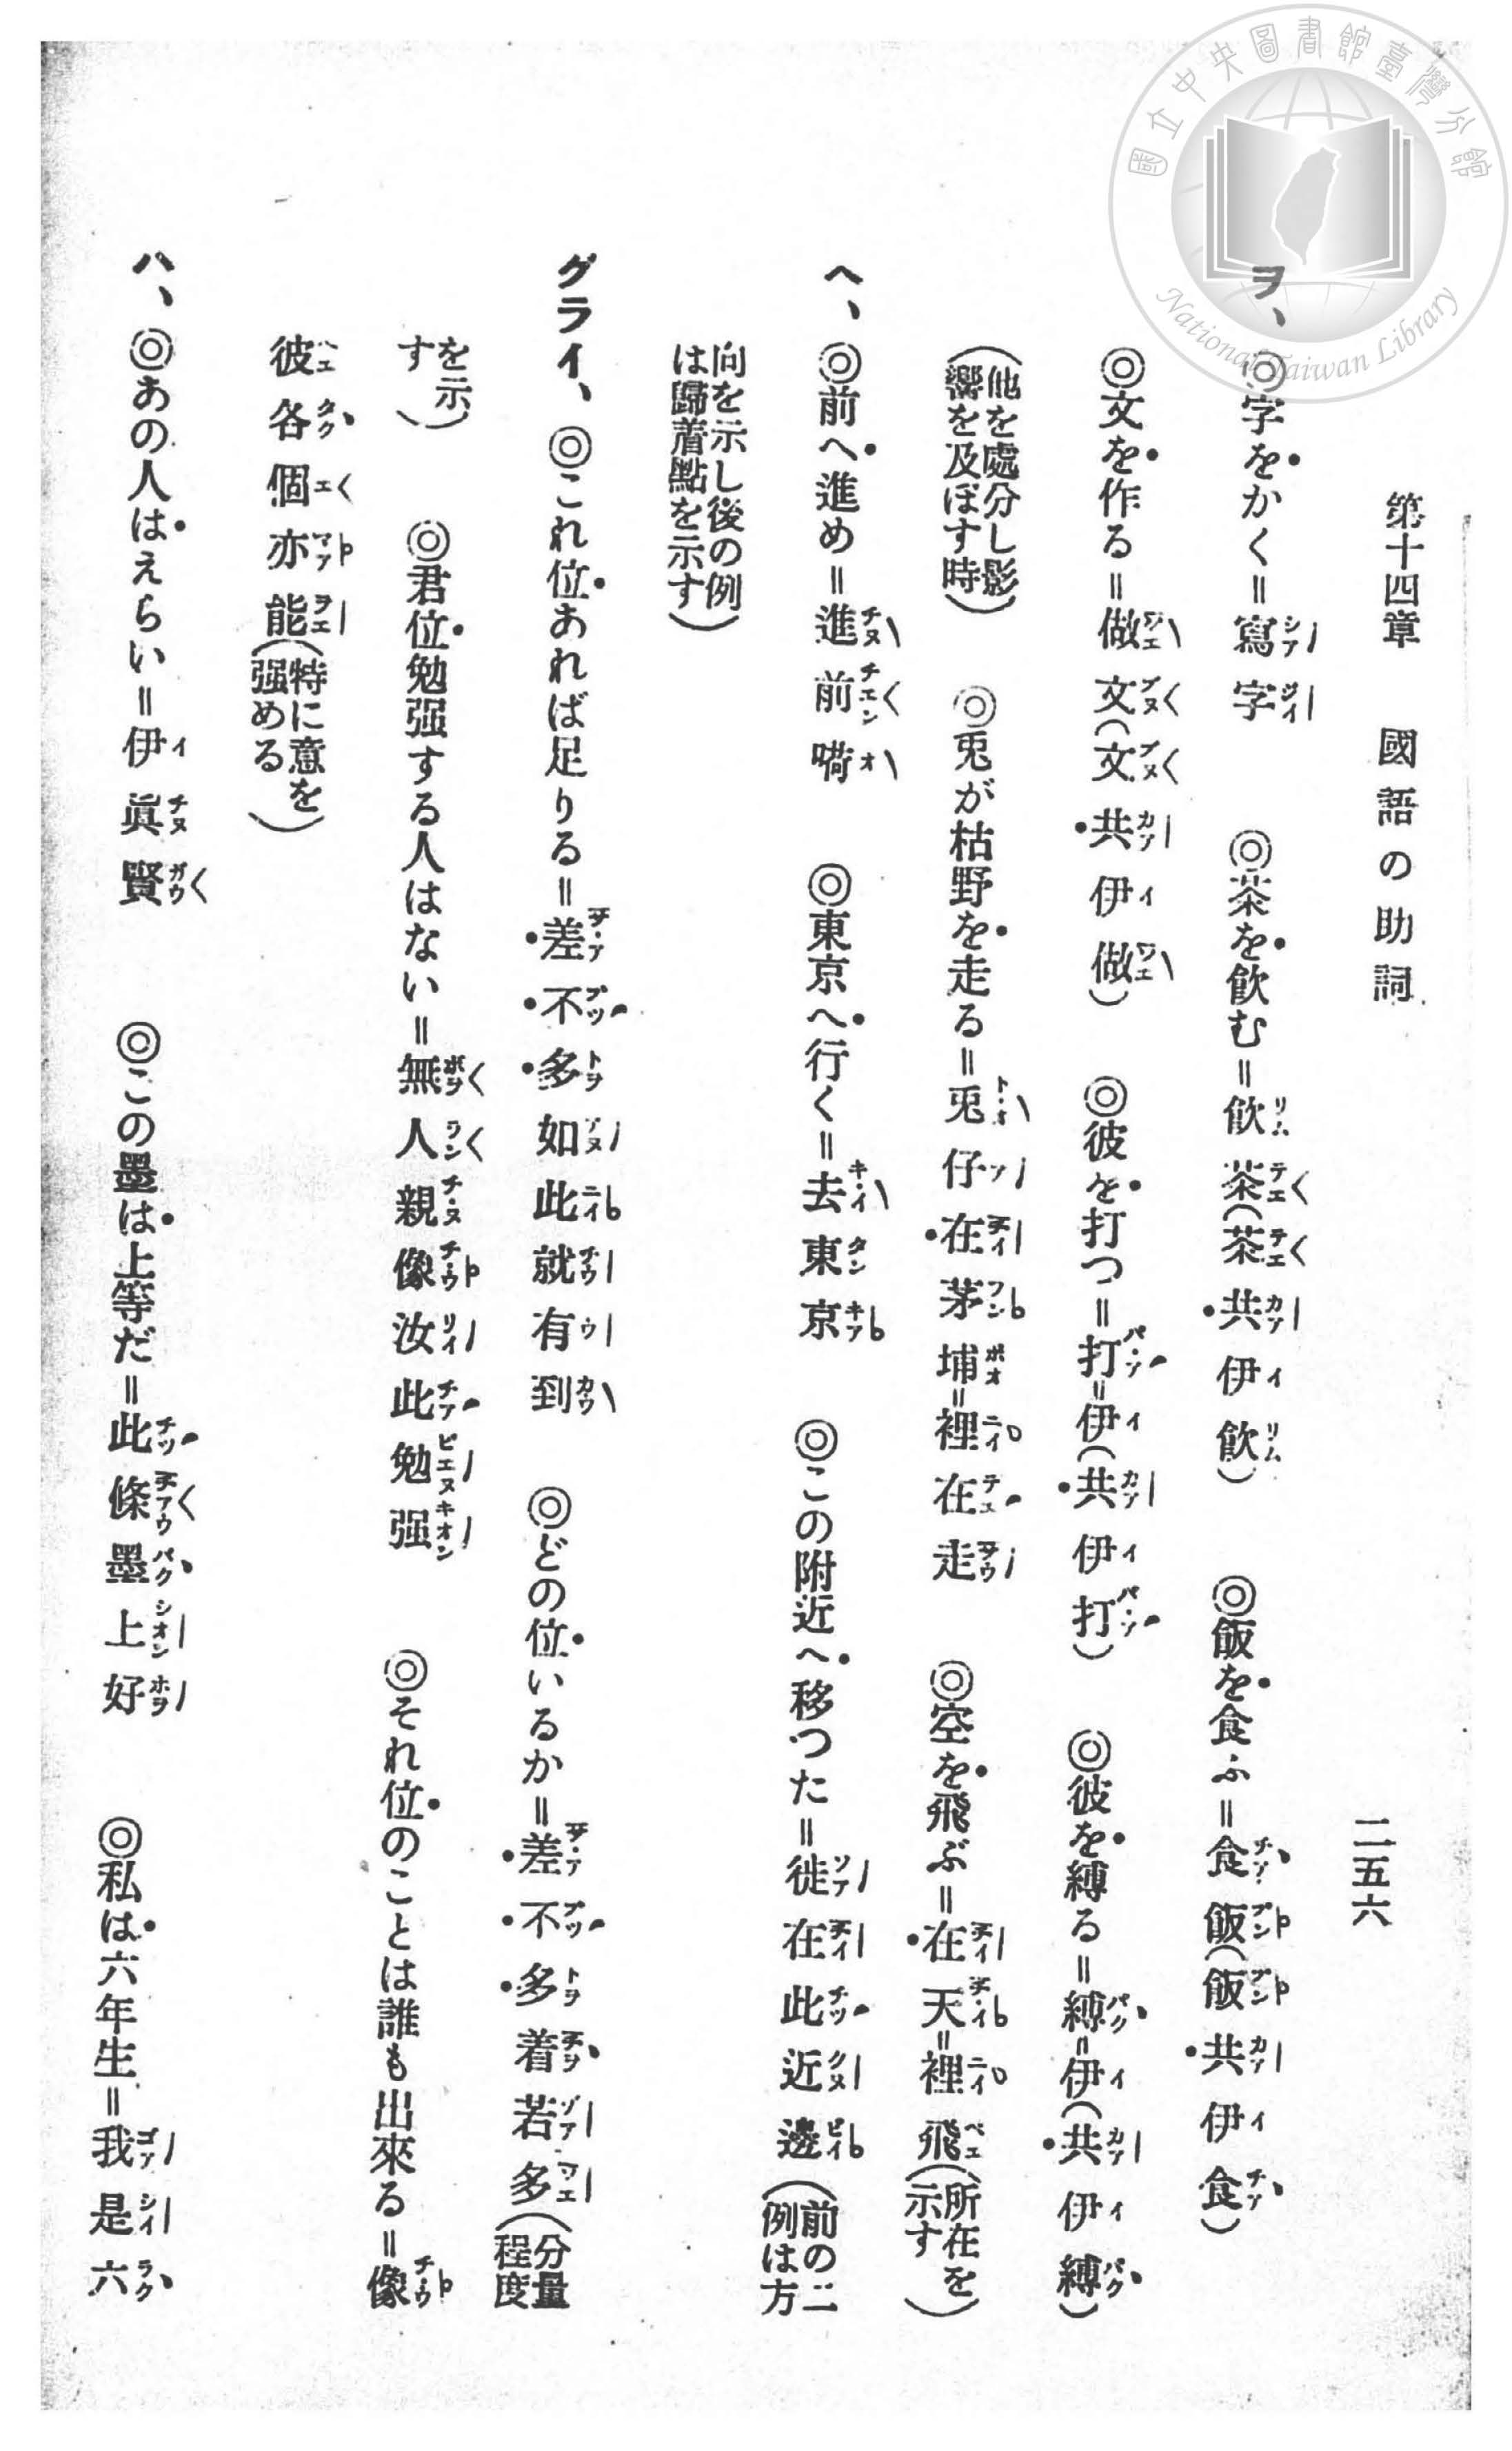 第十四章 國語の助詞 二五六
ヲ、◎字をかく＝寫字 ◎茶を飮む＝飮茶(茶共伊飮) ◎飯を食ふ＝食飯(飯共伊食)
◎文を作る＝做文(文共伊做) ◎彼を打つ＝打＝伊(共伊打) ◎彼を縛る＝縛＝伊(共伊縛)
(他を處分し影響を及ぼす時) ◎兎が枯野を走る＝兎仔在茅埔＝裡在走 ◎空を飛ぶ＝在天＝裡飛(所在を示す)
ヘ、◎前へ進め＝進前嗬 ◎東京へ行く＝去東京 ◎この附近へ移つた＝徙在此近邊(前の二例は方
向を示し後の例は歸着點を示す)
グライ、◎これ位あれば足りる＝差不多如此就有到 ◎どの位いるか＝差不多着若多(分量程度
を示す) ◎君位勉强する人はない＝無人親像汝此勉强 ◎それ位のことは誰も出來る＝像
彼各個亦能(特に意を强める)
ハ、◎あの人はえらい＝伊眞賢 ◎この墨は上等だ＝此條墨上好 ◎私は六年生＝我是六
國立中央圖書館臺灣分館
National Taiwan Library